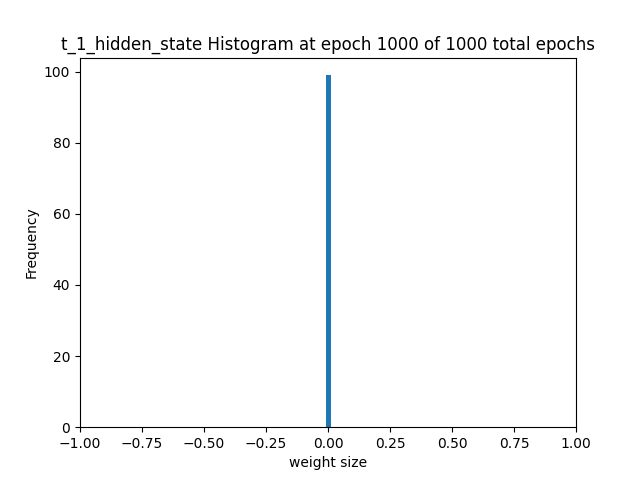 t_1_hidden_state Histogram at epoch 1000 of 1000 total epochs
100
80
60
40
20
0
Frequency
−1.00 −0.75 −0.50 −0.25 0.00 0.25 0.50 0.75 1.00
weight size